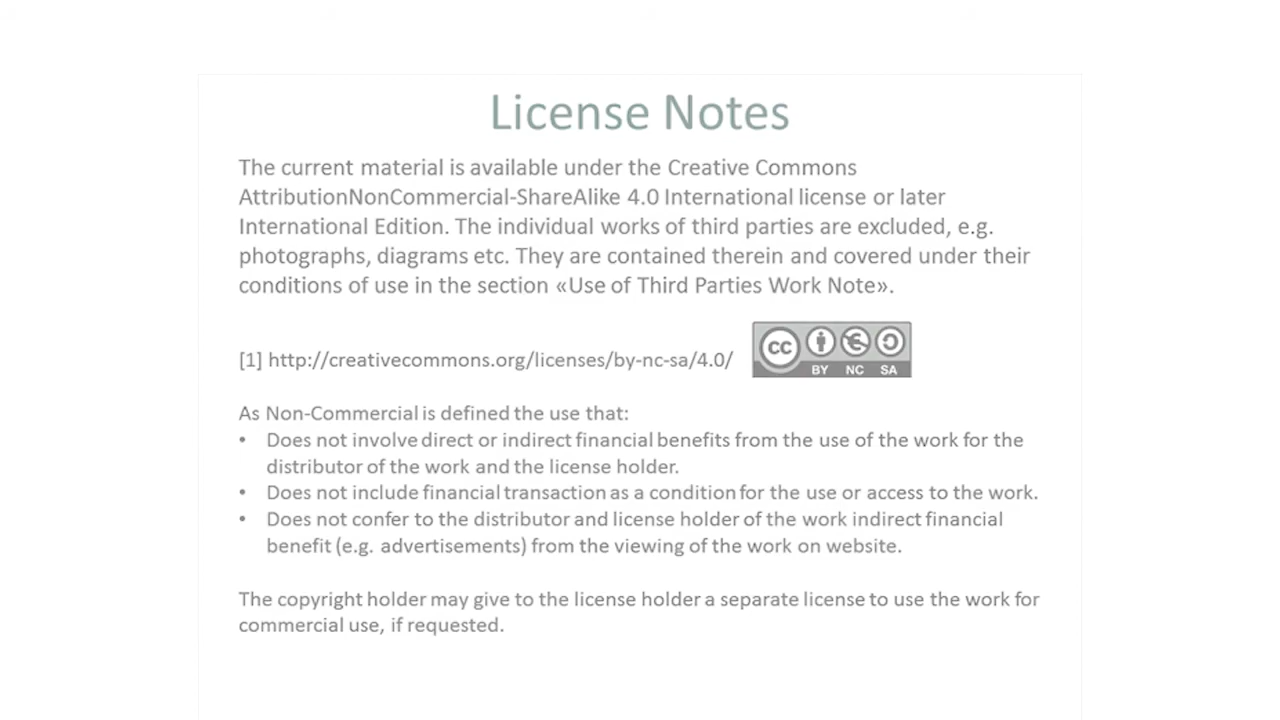 License Notes
The current material is available under the Creative Commons
AttributionNonCommercial-ShareAlike 4.0 International license or later
International Edition. The individual works of third parties are excluded, e.g.
photographs, diagrams etc. They are contained therein and covered under their
conditions of use in the section «Use of Third Parties Work Note».
[1] http://creativecommons.org/licenses/by-nc-sa/4.0/
cc
BY NC SA
As Non-Commercial is defined the use that:
• Does not involve direct or indirect financial benefits from the use of the work for the
distributor of the work and the license holder.
• Does not include financial transaction as a condition for the use or access to the work.
• Does not confer to the distributor and license holder of the work indirect financial
benefit (e.g. advertisements) from the viewing of the work on website.
The copyright holder may give to the license holder a separate license to use the work for
commercial use, if requested.